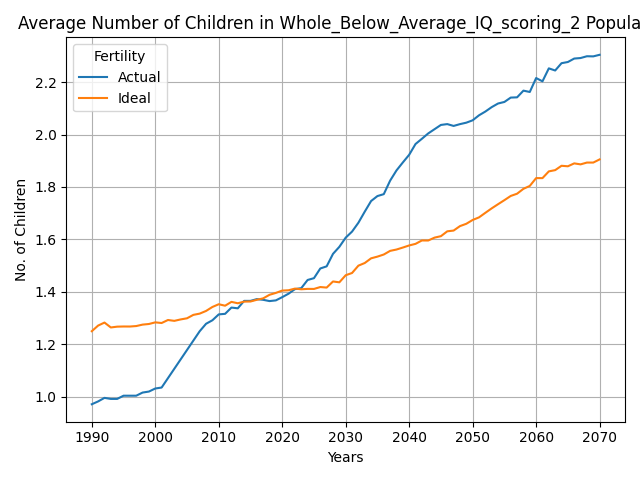 Average Number of Children in Whole_Below_Average_IQ_scoring_2 Popula
Fertility
Actual
Ideal
No. of Children
2.2
2.0
1.8
1.6
1.4
1.2
1.0
1990 2000 2010 2020 2030 2040 2050 2060 2070
Years